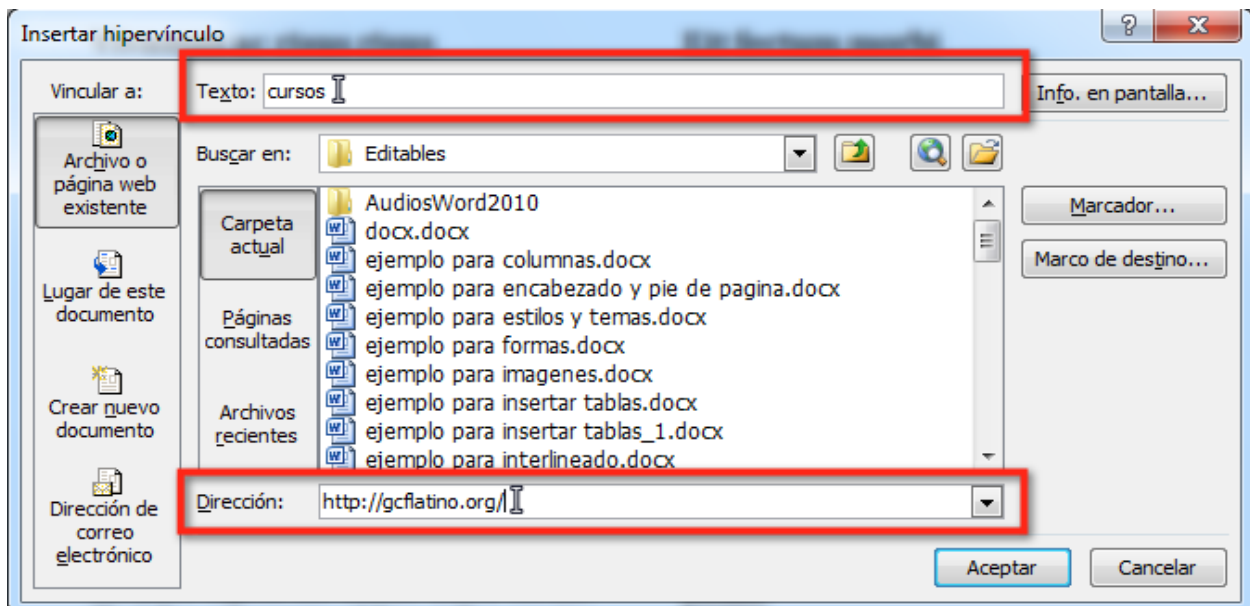 Insertar hipervínculo
Vincular a:
Texto: cursos
Info. en pantalla...
Archivo o
página web
existente
Buscar en: Editables
Lugar de este
documento
Crear nuevo
documento
Dirección de
correo
electrónico
Carpeta
actual
Páginas
consultadas
Archivos
recientes
AudiosWord2010
docx.docx
ejemplo para columnas.docx
ejemplo para encabezado y pie de pagina.docx
ejemplo para estilos y temas.docx
ejemplo para formas.docx
ejemplo para imagenes.docx
ejemplo para insertar tablas.docx
ejemplo para insertar tablas_1.docx
ejemplo para interlineado.docx
Marcador...
Marco de destino...
Dirección: http://gcflatino.org/
Aceptar
Cancelar